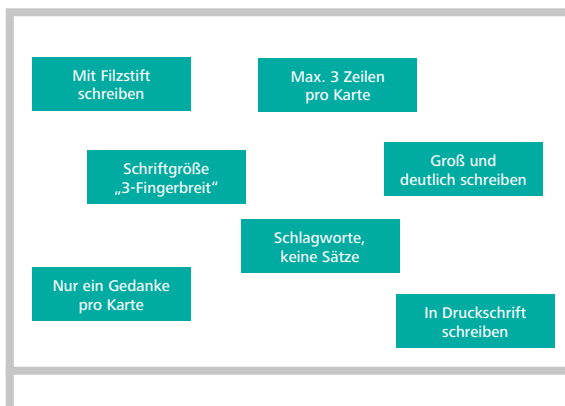 Mit Filzstift
schreiben
Max. 3 Zeilen
pro Karte
Schriftgröße
„3-Fingerbreit“
Groß und
deutlich schreiben
Schlagworte,
keine Sätze
Nur ein Gedanke
pro Karte
In Druckschrift
schreiben